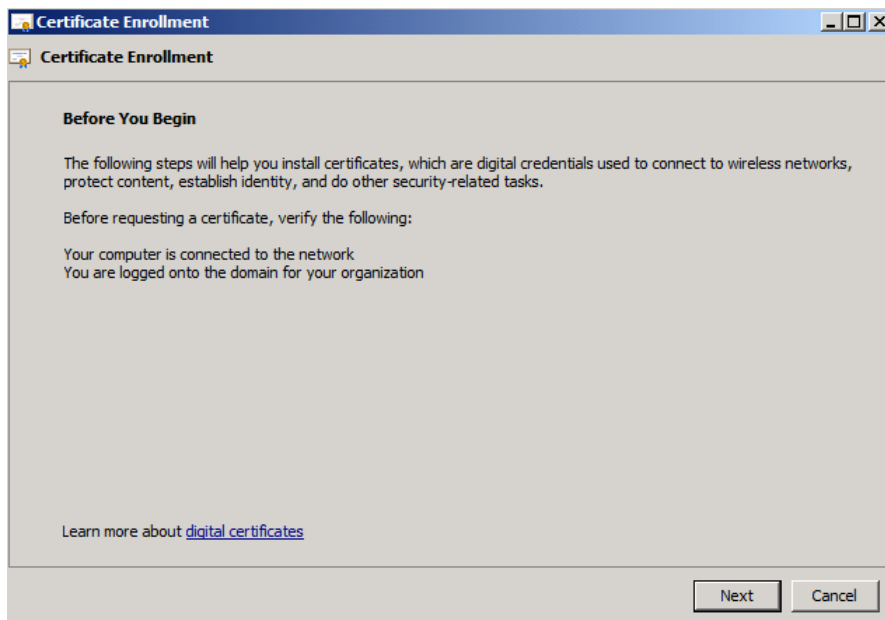 Certificate Enrollment
Certificate Enrollment
Before You Begin
The following steps will help you install certificates, which are digital credentials used to connect to wireless networks,
protect content, establish identity, and do other security-related tasks.
Before requesting a certificate, verify the following:
Your computer is connected to the network
You are logged onto the domain for your organization
Learn more about digital certificates
Next
Cancel